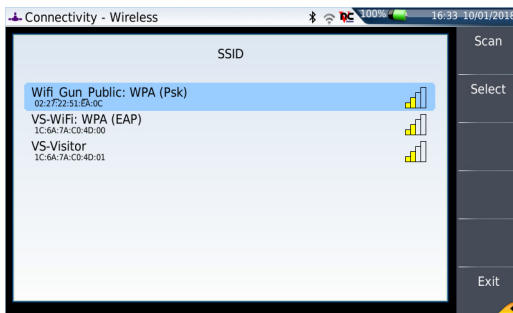 Connectivity - Wireless
100%
16:33 10/01/2018
SSID
Wifi_Gun_Public: WPA (Psk)
02:27:22:51:EA:0C
VS-WiFi: WPA (EAP)
1C:6A:7A:C0:4D:00
VS-Visitor
1C:6A:7A:C0:4D:01
Scan
Select
Exit